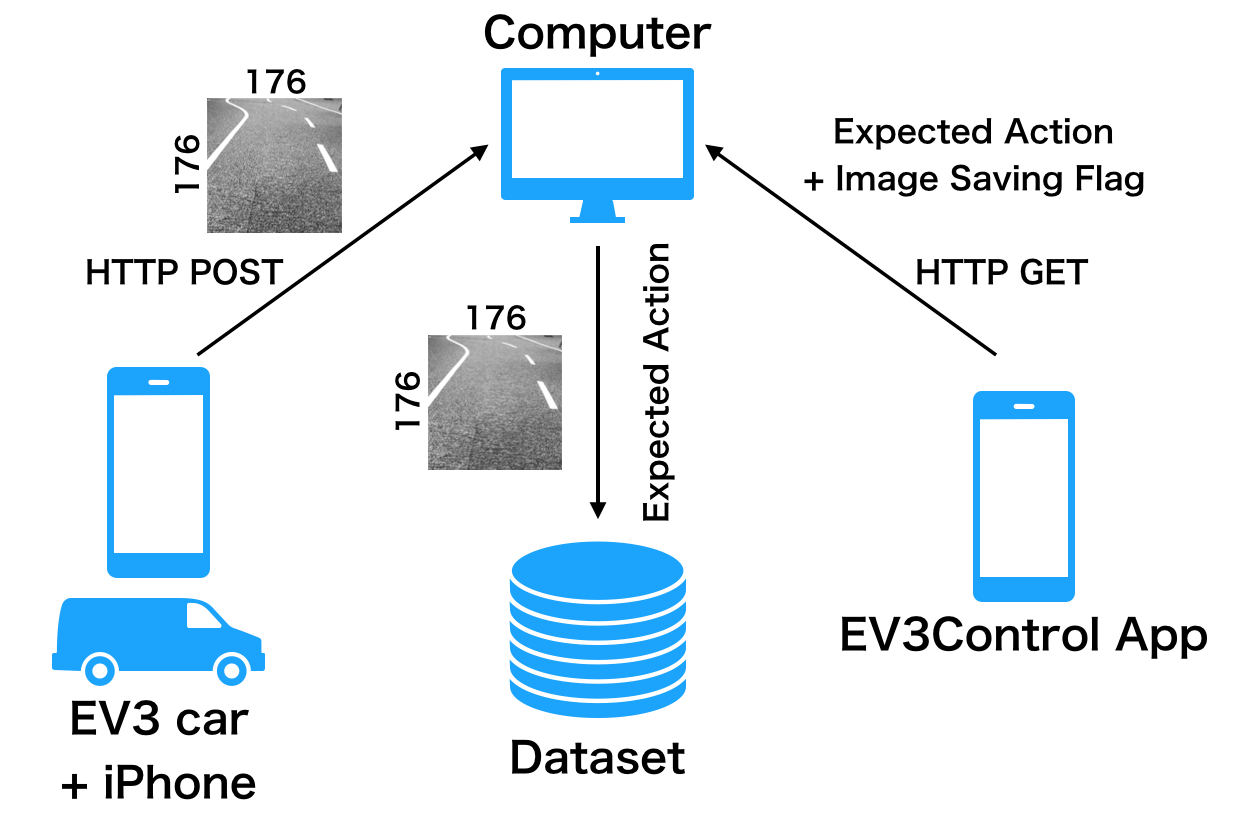 Computer
176
176
HTTP POST
Expected Action
+ Image Saving Flag
HTTP GET
176
176
Expected Action
EV3 car
+ iPhone
Dataset
EV3Control App